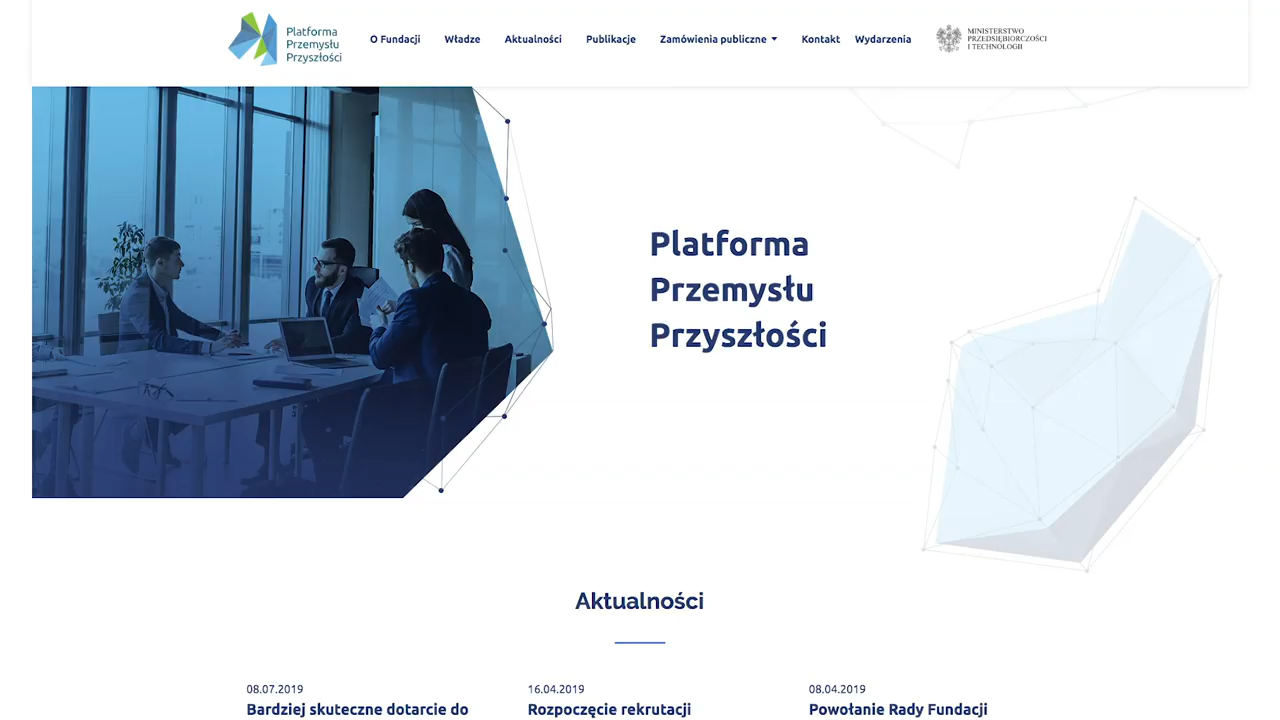 Platforma
Przemysłu
Przyszłości
O Fundacji
Władze
Aktualności
Publikacje
Zamówienia publiczne
Kontakt
Wydarzenia
MINISTERSTWO
PRZEDSIĘBIORCZOŚCI
I TECHNOLOGII
Platforma
Przemysłu
Przyszłości
Aktualności
08.07.2019
Bardziej skuteczne dotarcie do
16.04.2019
Rozpoczęcie rekrutacji
08.04.2019
Powołanie Rady Fundacji